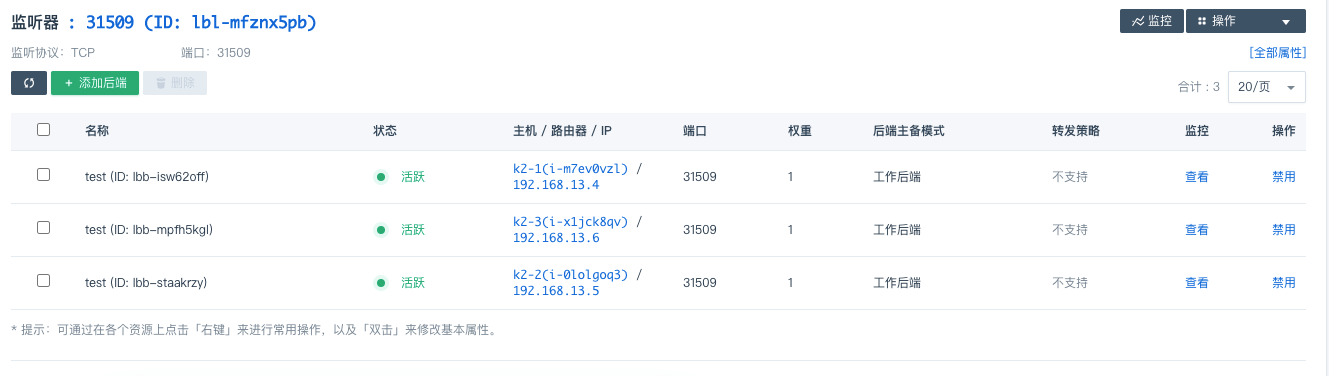 监听器 : 31509 (ID: lbl-mfznx5pb)
监控
操作
监听协议：TCP 端口：31509
[全部属性]
+ 添加后端 删除
合计 : 3 20/页
名称 状态 主机 / 路由器 / IP 端口 权重 后端主备模式 转发策略 监控 操作
test (ID: lbb-isw62off) 活跃 k2-1(i-m7ev0vzl) / 31509 1 工作后端 不支持 查看 禁用
192.168.13.4
test (ID: lbb-mpfh5kgl) 活跃 k2-3(i-x1jck8qv) / 31509 1 工作后端 不支持 查看 禁用
192.168.13.6
test (ID: lbb-staakrzy) 活跃 k2-2(i-0lolgoq3) / 31509 1 工作后端 不支持 查看 禁用
192.168.13.5
* 提示：可通过在各个资源上点击「右键」来进行常用操作，以及「双击」来修改基本属性。